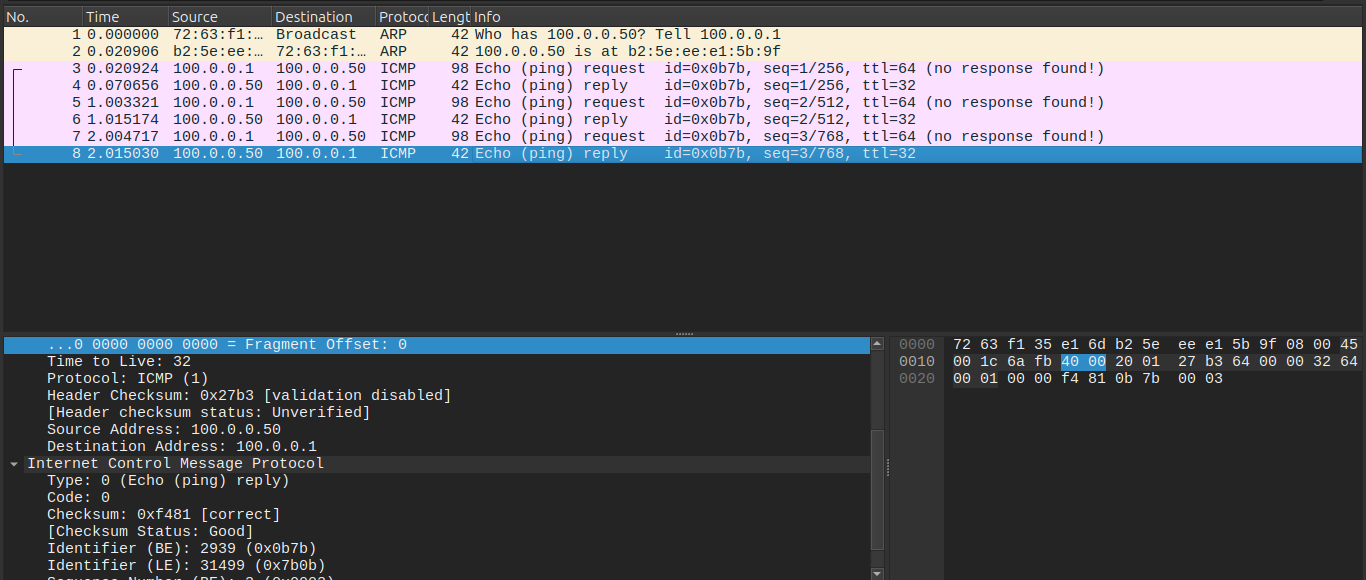 No. Time Source Destination Protoc Lengt Info
1 0.000000 72:63:f1:… Broadcast ARP 42 Who has 100.0.0.50? Tell 100.0.0.1
2 0.020906 b2:5e:ee:… 72:63:f1:… ARP 42 100.0.0.50 is at b2:5e:ee:e1:5b:9f
3 0.020924 100.0.0.1 100.0.0.50 ICMP 98 Echo (ping) request id=0x0b7b, seq=1/256, ttl=64 (no response found!)
4 0.070656 100.0.0.50 100.0.0.1 ICMP 42 Echo (ping) reply id=0x0b7b, seq=1/256, ttl=32
5 1.003321 100.0.0.1 100.0.0.50 ICMP 98 Echo (ping) request id=0x0b7b, seq=2/512, ttl=64 (no response found!)
6 1.015174 100.0.0.50 100.0.0.1 ICMP 42 Echo (ping) reply id=0x0b7b, seq=2/512, ttl=32
7 2.004717 100.0.0.1 100.0.0.50 ICMP 98 Echo (ping) request id=0x0b7b, seq=3/768, ttl=64 (no response found!)
8 2.015030 100.0.0.50 100.0.0.1 ICMP 42 Echo (ping) reply id=0x0b7b, seq=3/768, ttl=32
...0 0000 0000 0000 = Fragment Offset: 0
Time to Live: 32
Protocol: ICMP (1)
Header Checksum: 0x27b3 [validation disabled]
[Header checksum status: Unverified]
Source Address: 100.0.0.50
Destination Address: 100.0.0.1
Internet Control Message Protocol
Type: 0 (Echo (ping) reply)
Code: 0
Checksum: 0xf481 [correct]
[Checksum Status: Good]
Identifier (BE): 2939 (0x0b7b)
Identifier (LE): 31499 (0x7b0b)
Sequence Number (BE): 3 (0x0003)
0000 72 63 f1 35 e1 6d b2 5e ee e1 5b 9f 08 00 45
0010 00 1c 6a fb 40 00 20 01 27 b3 64 00 00 32 64
0020 00 01 00 00 f4 81 0b 7b 00 03